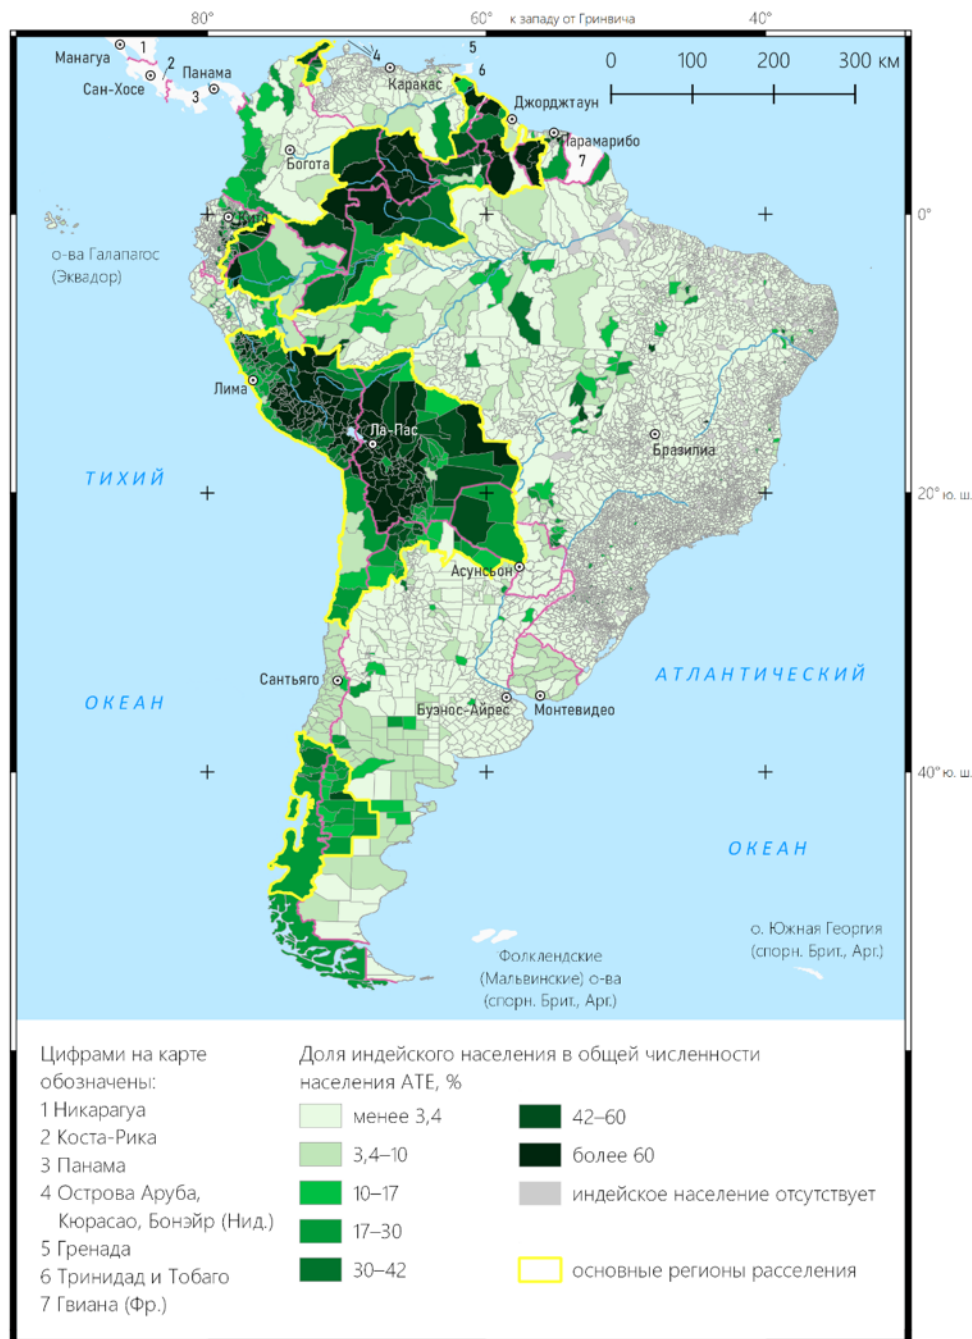 80°
60°
к западу от Гринвича
40°
Манагуа
1
2
Сан-Хосе
Панама
3
4
Каракас
5
6
0
100
200
300 км
Джорджтаун
Парамарибо
7
Богота
Кито
0°
о-ва Галапагос
(Эквадор)
Лима
Ла-Пас
Бразилиа
ТИХИЙ
20° ю. ш.
Асунсьон
Сантьяго
АТЛАНТИЧЕСКИЙ
ОКЕАН
Буэнос-Айрес
Монтевидео
40° ю. ш.
ОКЕАН
о. Южная Георгия
(спорн. Брит., Арг.)
Фолклендские
(Мальвинские) о-ва
(спорн. Брит., Арг.)
Цифрами на карте
обозначены:
1 Никарагуа
2 Коста-Рика
3 Панама
4 Острова Аруба,
Кюрасао, Бонэйр (Нид.)
5 Гренада
6 Тринидад и Тобаго
7 Гвиана (Фр.)
Доля индейского населения в общей численности
населения АТЕ, %
менее 3,4
3,4–10
10–17
17–30
30–42
42–60
более 60
индейское население отсутствует
основные регионы расселения